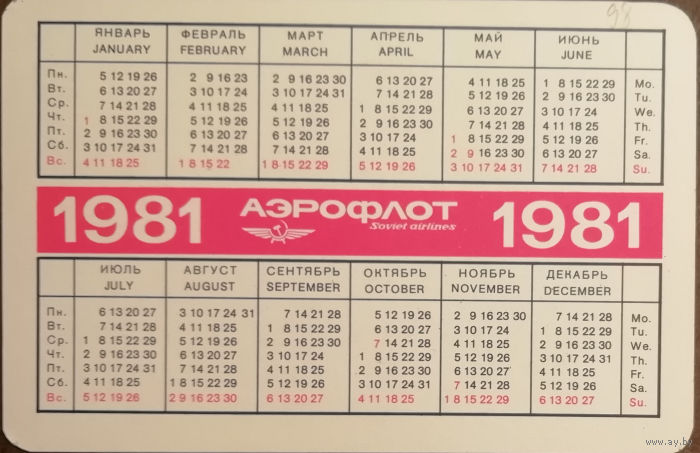 93
ЯНВАРЬ ФЕВРАЛЬ МАРТ АПРЕЛЬ МАЙ ИЮНЬ
JANUARY FEBRUARY MARCH APRIL MAY JUNE
Пн. 5 12 19 26 2 9 16 23 2 9 16 23 30 6 13 20 27 4 11 18 25 1 8 15 22 29 Mo.
Вт. 6 13 20 27 3 10 17 24 3 10 17 24 31 7 14 21 28 5 12 19 26 2 9 16 23 30 Tu.
Ср. 7 14 21 28 4 11 18 25 4 11 18 25 1 8 15 22 29 6 13 20 27 3 10 17 24 We.
Чт. 1 8 15 22 29 5 12 19 26 5 12 19 26 2 9 16 23 30 7 14 21 28 4 11 18 25 Th.
Пт. 2 9 16 23 30 6 13 20 27 6 13 20 27 3 10 17 24 1 8 15 22 29 5 12 19 26 Fr.
Сб. 3 10 17 24 31 7 14 21 28 7 14 21 28 4 11 18 25 2 9 16 23 30 6 13 20 27 Sa.
Вс. 4 11 18 25 1 8 15 22 1 8 15 22 29 5 12 19 26 3 10 17 24 31 7 14 21 28 Su.
1981 АЭРОФЛОТ 1981
Soviet airlines
ИЮЛЬ АВГУСТ СЕНТЯБРЬ ОКТЯБРЬ НОЯБРЬ ДЕКАБРЬ
JULY AUGUST SEPTEMBER OCTOBER NOVEMBER DECEMBER
Пн. 6 13 20 27 3 10 17 24 31 7 14 21 28 5 12 19 26 2 9 16 23 30 7 14 21 28 Mo.
Вт. 7 14 21 28 4 11 18 25 1 8 15 22 29 6 13 20 27 3 10 17 24 1 8 15 22 29 Tu.
Ср. 1 8 15 22 29 5 12 19 26 2 9 16 23 30 7 14 21 28 4 11 18 25 2 9 16 23 30 We.
Чт. 2 9 16 23 30 6 13 20 27 3 10 17 24 1 8 15 22 29 5 12 19 26 3 10 17 24 31 Th.
Пт. 3 10 17 24 31 7 14 21 28 4 11 18 25 2 9 16 23 30 6 13 20 27 4 11 18 25 Fr.
Сб. 4 11 18 25 1 8 15 22 29 5 12 19 26 3 10 17 24 31 7 14 21 28 5 12 19 26 Sa.
Вс. 5 12 19 26 2 9 16 23 30 6 13 20 27 4 11 18 25 1 8 15 22 29 6 13 20 27 Su.
www.ay.by